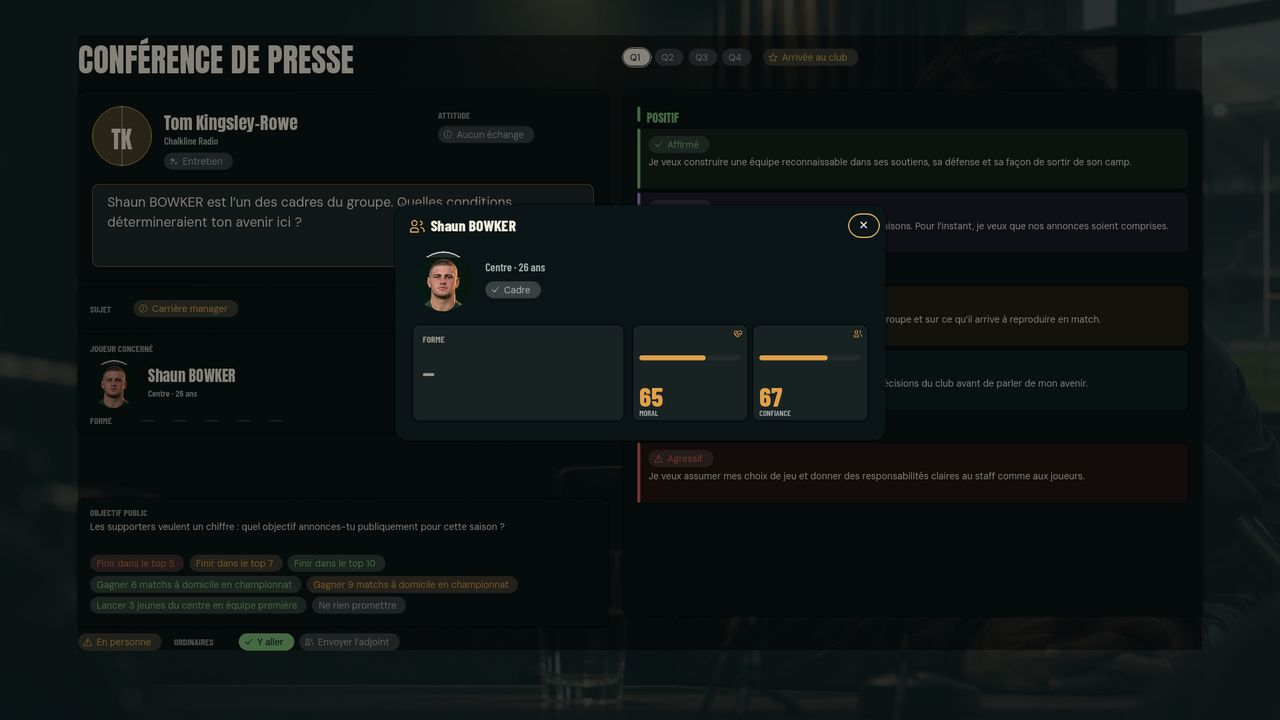 CONFÉRENCE DE PRESSE
Q1 Q2 Q3 Q4 Arrivée au club
TK
Tom Kingsley-Rowe
Chalkline Radio
Entretien
ATTITUDE
Aucun échange
Shaun BOWKER est l'un des cadres du groupe. Quelles conditions
détermineraient ton avenir ici ?
SUJET
Carrière manager
JOUEUR CONCERNÉ
Shaun BOWKER
Centre · 26 ans
FORME
OBJECTIF PUBLIC
Les supporters veulent un chiffre : quel objectif annonces-tu publiquement pour cette saison ?
Finir dans le top 5
Finir dans le top 7
Finir dans le top 10
Gagner 6 matchs à domicile en championnat
Gagner 9 matchs à domicile en championnat
Lancer 3 jeunes du centre en équipe première
Ne rien promettre
En personne
ORDINAIRES
Y aller
Envoyer l'adjoint
POSITIF
Affirmé
Je veux construire une équipe reconnaissable dans ses soutiens, sa défense et sa façon de sortir de son camp.
Pour l'instant, je veux que nos annonces soient comprises.
et sur ce qu'il arrive à reproduire en match.
du club avant de parler de mon avenir.
Agressif
Je veux assumer mes choix de jeu et donner des responsabilités claires au staff comme aux joueurs.
Shaun BOWKER
Centre · 26 ans
Cadre
FORME
–
65
MORAL
67
CONFIANCE